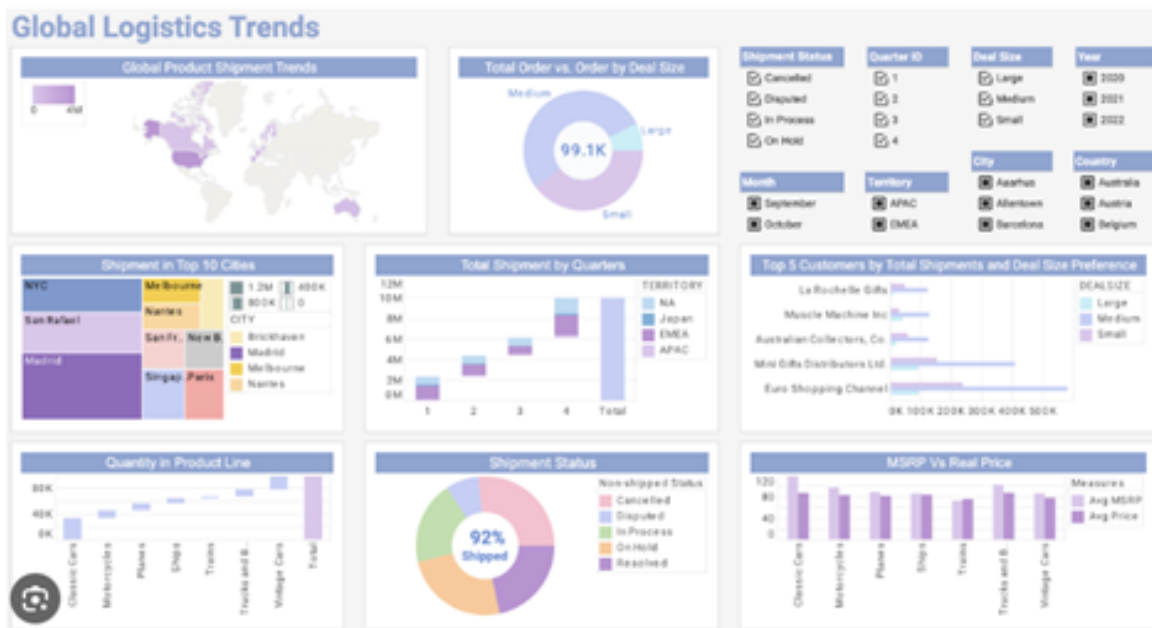 Global Logistics Trends
Global Product Shipment Trends
0 4M
Total Order vs. Order by Deal Size
Medium
Large
99.1K
Small
Shipment Status
Cancelled
Disputed
In Process
On Hold
Quarter ID
1
2
3
4
Deal Size
Large
Medium
Small
Year
2020
2021
2022
Month
September
October
Territory
APAC
EMEA
City
Aarhus
Allentown
Barcelona
Country
Australia
Austria
Belgium
Shipment in Top 10 Cities
NYC
San Rafael
Madrid
Melbourne
Nantes
San Fr..
New B.
Singap..
Paris
1.2M 400K
800K 0
CITY
Brickhaven
Madrid
Melbourne
Nantes
Total Shipment by Quarters
12M
10M
8M
6M
4M
2M
0M
1 2 3 4 Total
TERRITORY
NA
Japan
EMEA
APAC
Top 5 Customers by Total Shipments and Deal Size Preference
La Rochelle Gifts
Muscle Machine Inc
Australian Collectors, Co.
Mini Gifts Distributors Ltd.
Euro Shopping Channel
0K 100K 200K 300K 400K 500K
DEALSIZE
Large
Medium
Small
Quantity in Product Line
80K
40K
0K
Classic Cars
Motorcycles
Planes
Ships
Trains
Trucks and B..
Vintage Cars
Total
Shipment Status
92%
Shipped
Non-shipped Status
Cancelled
Disputed
In Process
On Hold
Resolved
MSRP Vs Real Price
120
80
40
0
Classic Cars
Motorcycles
Planes
Ships
Trains
Trucks and B..
Vintage Cars
Measures
Avg MSRP
Avg Price